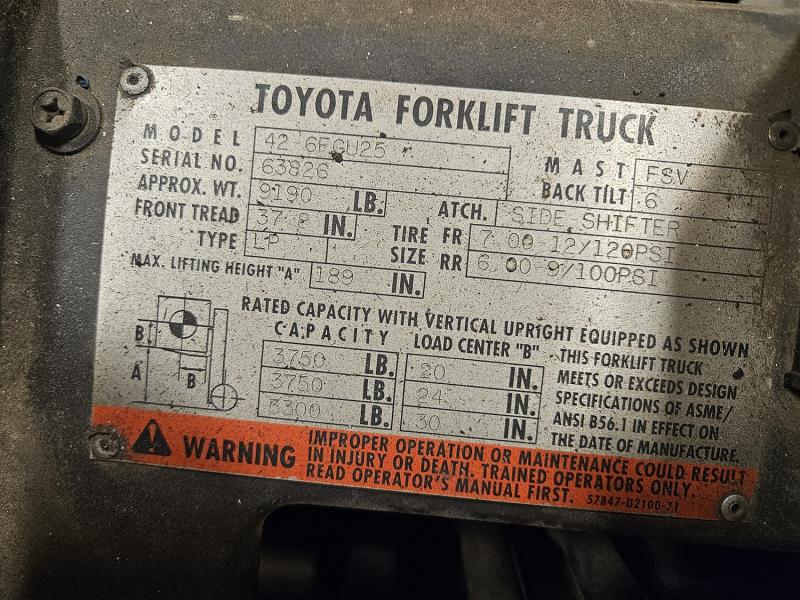 TOYOTA FORKLIFT TRUCK
MODEL 42-6FGU25
SERIAL NO. 63826
APPROX. WT. 9190 LB.
FRONT TREAD 37.8 IN.
TYPE LP
MAX. LIFTING HEIGHT "A" 189 IN.
MAST FSV
BACK TILT 6
ATCH. SIDE SHIFTER
TIRE SIZE FR 7.00-12/120PSI
RR 6.00-9/100PSI
RATED CAPACITY WITH VERTICAL UPRIGHT EQUIPPED AS SHOWN
CAPACITY LOAD CENTER "B"
3750 LB. 20 IN.
3750 LB. 24 IN.
3300 LB. 30 IN.
B
A
B
THIS FORKLIFT TRUCK
MEETS OR EXCEEDS DESIGN
SPECIFICATIONS OF ASME/
ANSI B56.1 IN EFFECT ON
THE DATE OF MANUFACTURE.
WARNING
IMPROPER OPERATION OR MAINTENANCE COULD RESULT
IN INJURY OR DEATH. TRAINED OPERATORS ONLY.
READ OPERATOR'S MANUAL FIRST. 57847-U2100-71